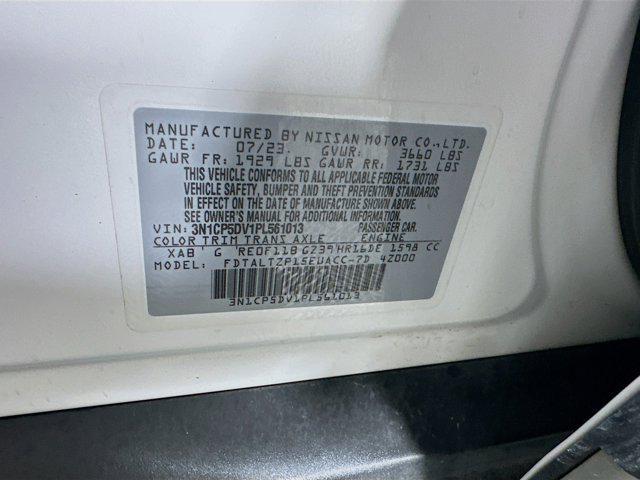 MANUFACTURED BY NISSAN MOTOR CO.,LTD.
DATE: 07/23. GVWR: 3660 LBS
GAWR FR: 1929 LBS GAWR RR: 1731 LBS
THIS VEHICLE CONFORMS TO ALL APPLICABLE FEDERAL MOTOR
VEHICLE SAFETY, BUMPER AND THEFT PREVENTION STANDARDS
IN EFFECT ON THE DATE OF MANUFACTURE SHOWN ABOVE.
SEE OWNER'S MANUAL FOR ADDITIONAL INFORMATION.
VIN: 3N1CP5DV1PL561013 PASSENGER CAR.
COLOR TRIM TRANS AXLE ENGINE
XAB G RE0F11B G239 HR16DE 1598 CC
MODEL: FDTALTZP15EUACC-7D 4Z000
3N1CP5DV1PL561013